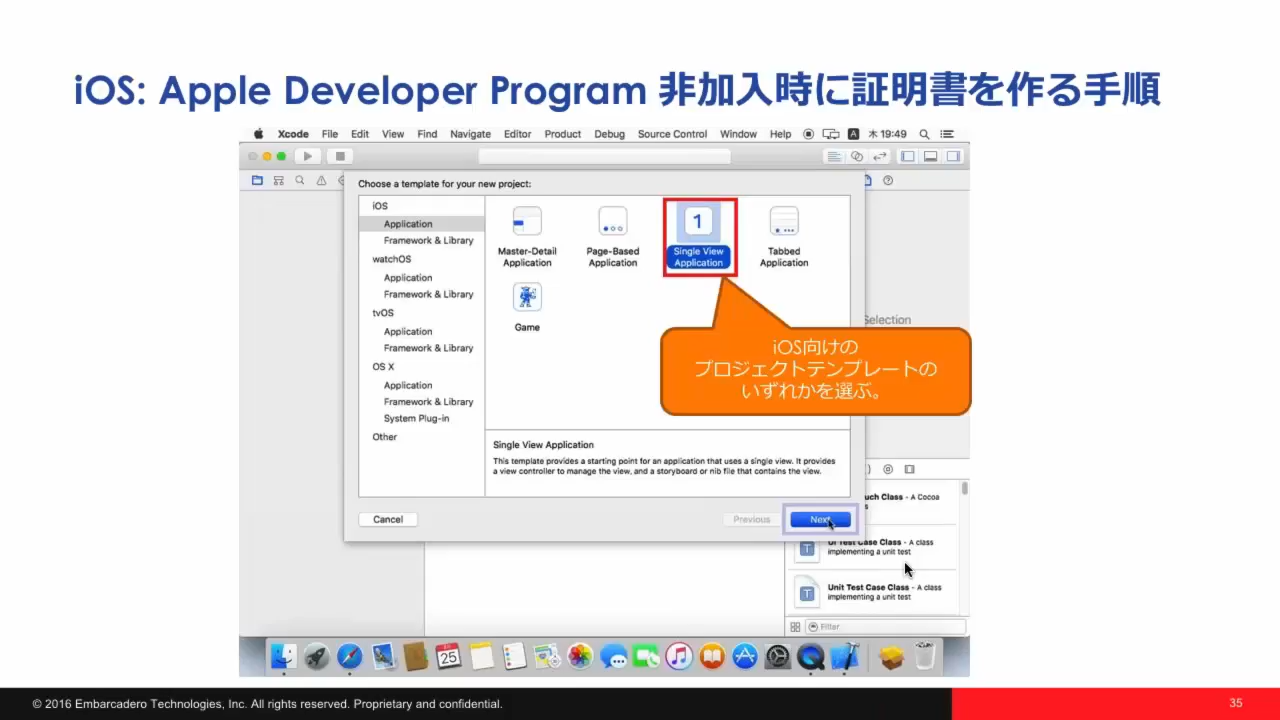 iOS: Apple Developer Program 非加入時に証明書を作る手順
Xcode File Edit View Find Navigate Editor Product Debug Source Control Window Help A 木 19:49
Choose a template for your new project:
iOS
Application
Framework & Library
watchOS
Application
Framework & Library
tvOS
Application
Framework & Library
OS X
Application
Framework & Library
System Plug-in
Other
Master-Detail
Application
Page-Based
Application
1
Single View
Application
Tabbed
Application
Game
Selection
iOS向けの
プロジェクトテンプレートの
いずれかを選ぶ。
Single View Application
This template provides a starting point for an application that uses a single view. It provides
a view controller to manage the view, and a storyboard or nib file that contains the view.
Cancel
Previous
Next
uch Class - A Cocoa
s
UI Test Case Class - A class
implementing a unit test
Unit Test Case Class - A class
implementing a unit test
Filter
25
© 2016 Embarcadero Technologies, Inc. All rights reserved. Proprietary and confidential.
35